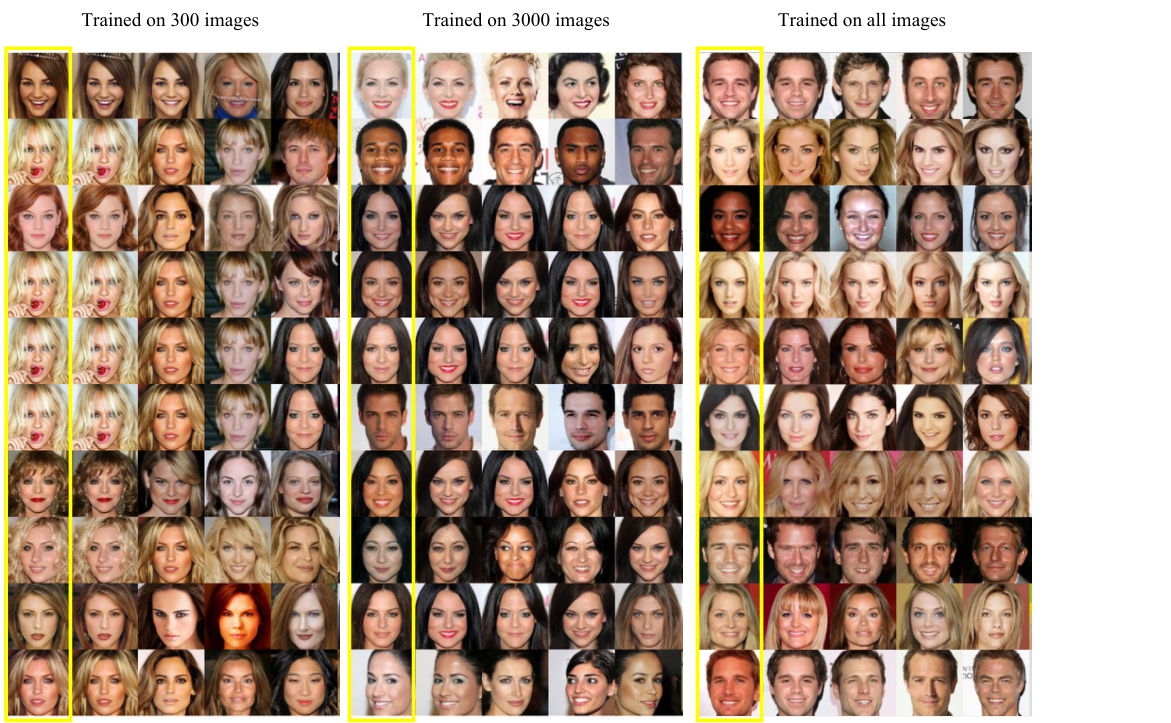 Trained on 300 images
Trained on 3000 images
Trained on all images